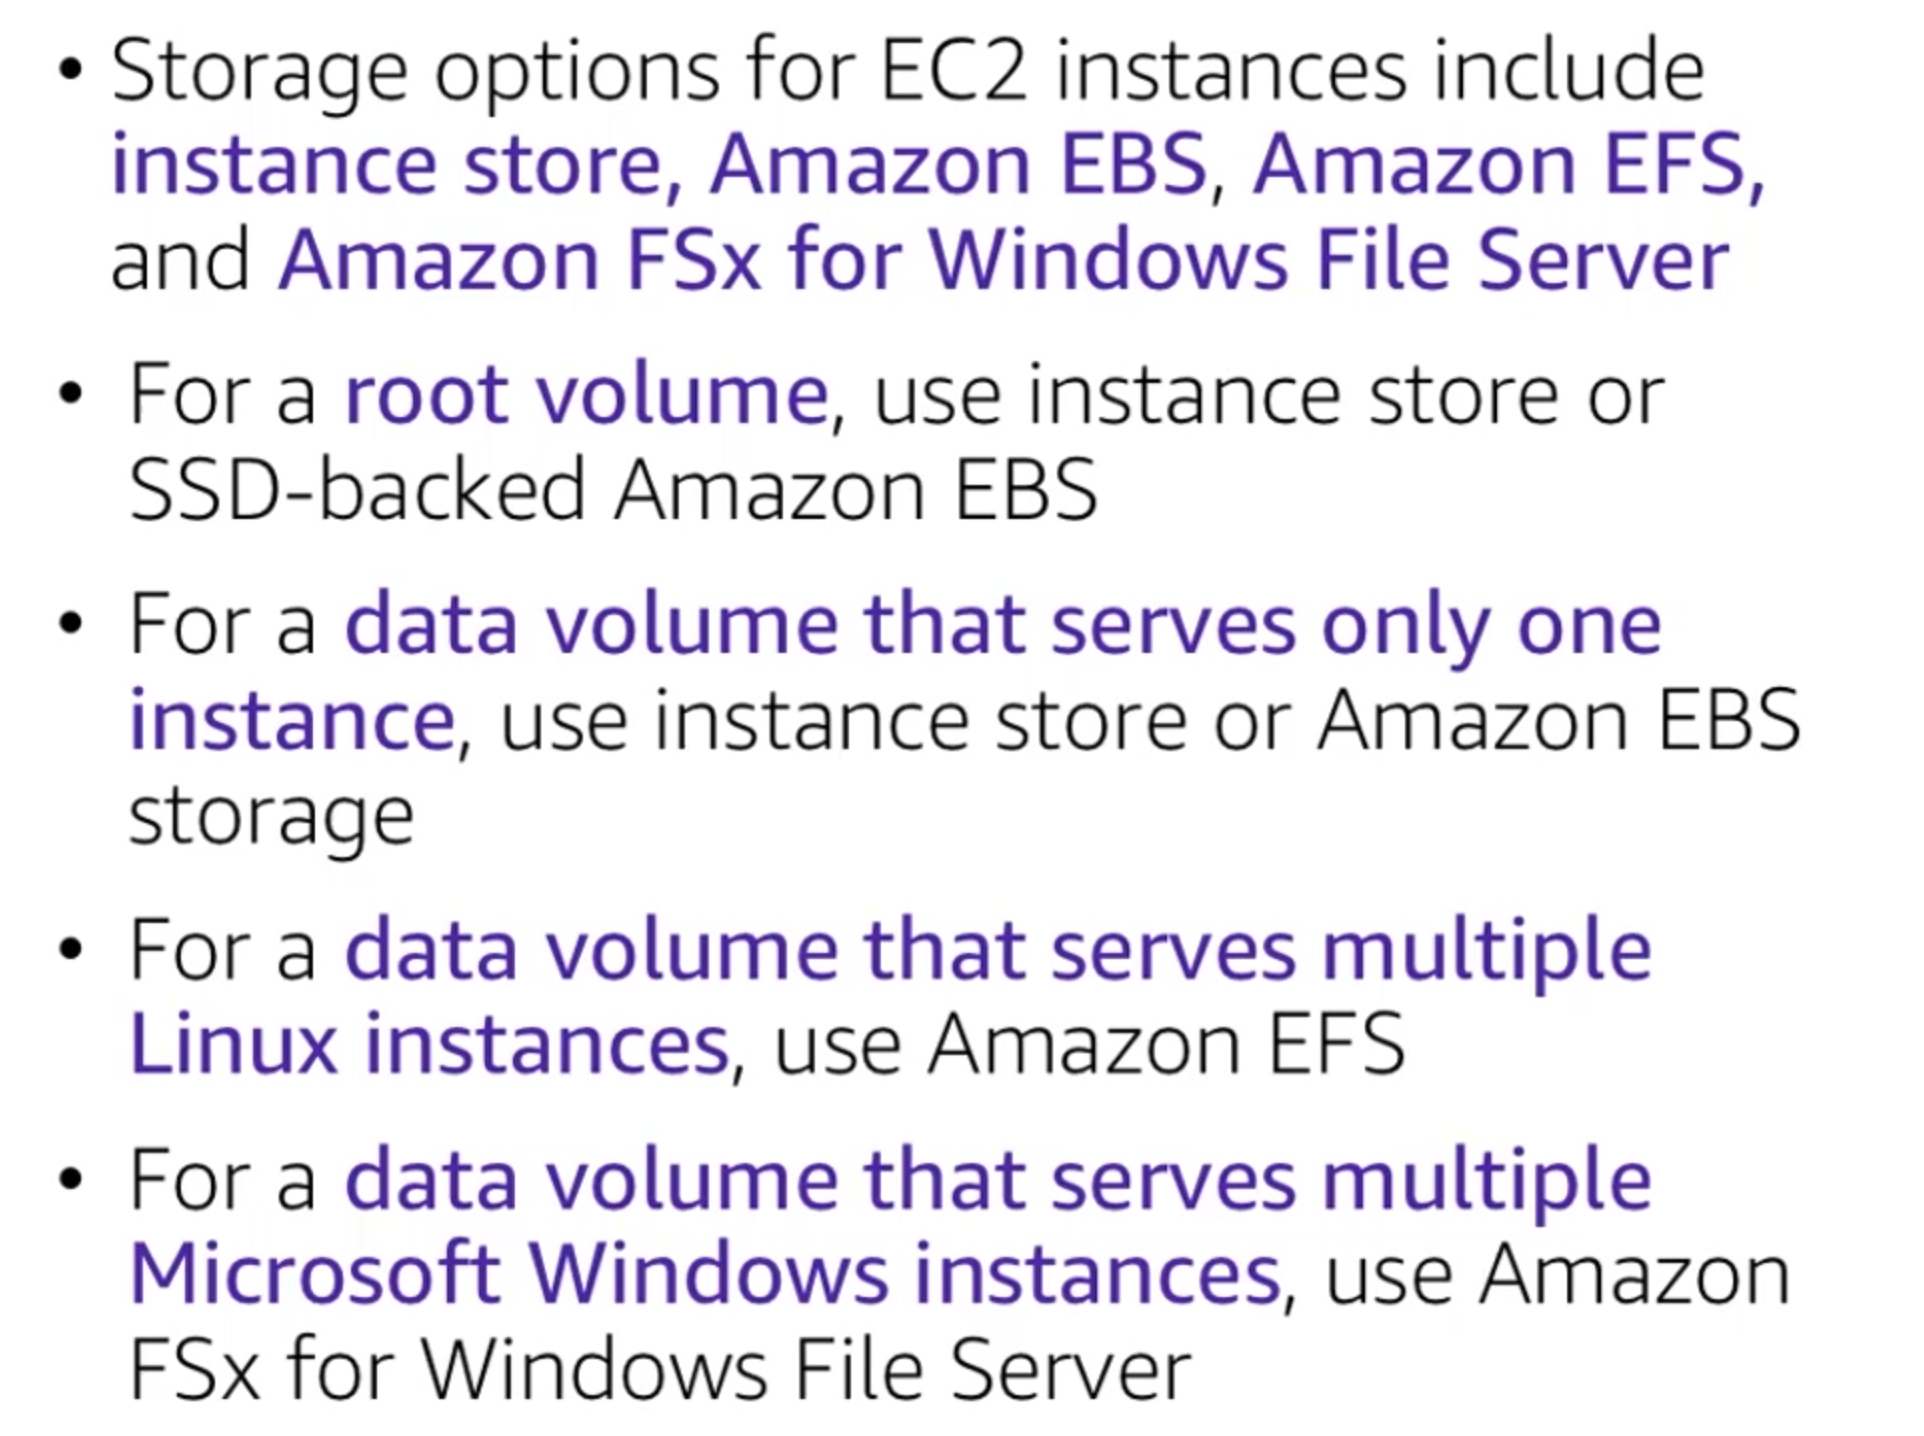 • Storage options for EC2 instances include
instance store, Amazon EBS, Amazon EFS,
and Amazon FSx for Windows File Server
• For a root volume, use instance store or
SSD-backed Amazon EBS
• For a data volume that serves only one
instance, use instance store or Amazon EBS
storage
• For a data volume that serves multiple
Linux instances, use Amazon EFS
• For a data volume that serves multiple
Microsoft Windows instances, use Amazon
FSx for Windows File Server